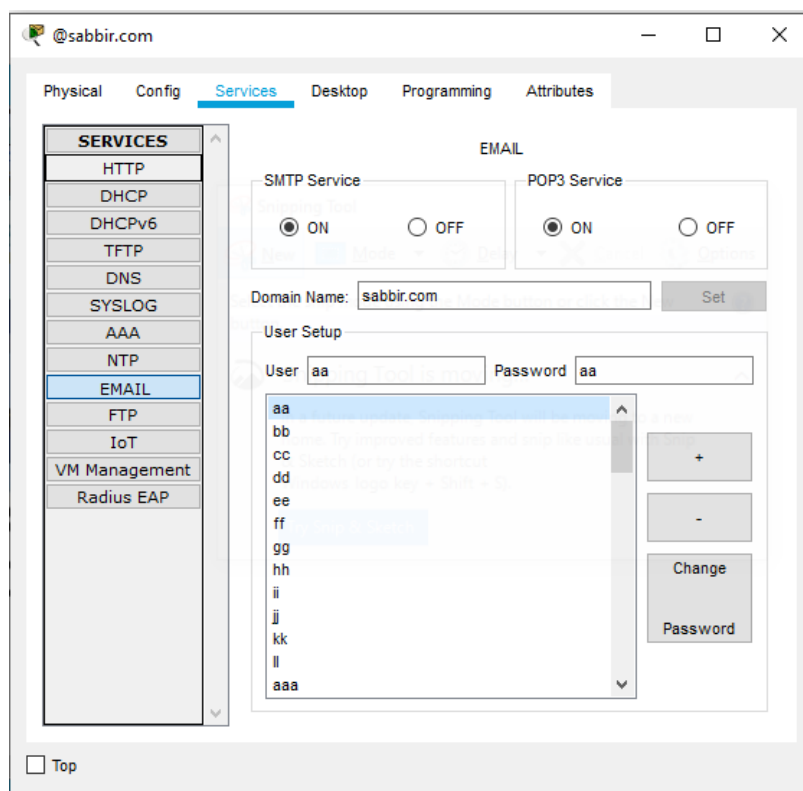 @sabbir.com
Physical Config Services Desktop Programming Attributes
SERVICES
HTTP
DHCP
DHCPv6
TFTP
DNS
SYSLOG
AAA
NTP
EMAIL
FTP
IoT
VM Management
Radius EAP
EMAIL
SMTP Service
ON OFF
POP3 Service
ON OFF
Domain Name: sabbir.com Set
User Setup
User aa Password aa
aa
bb
cc
dd
ee
ff
gg
hh
ii
jj
kk
ll
aaa
+
-
Change
Password
Top